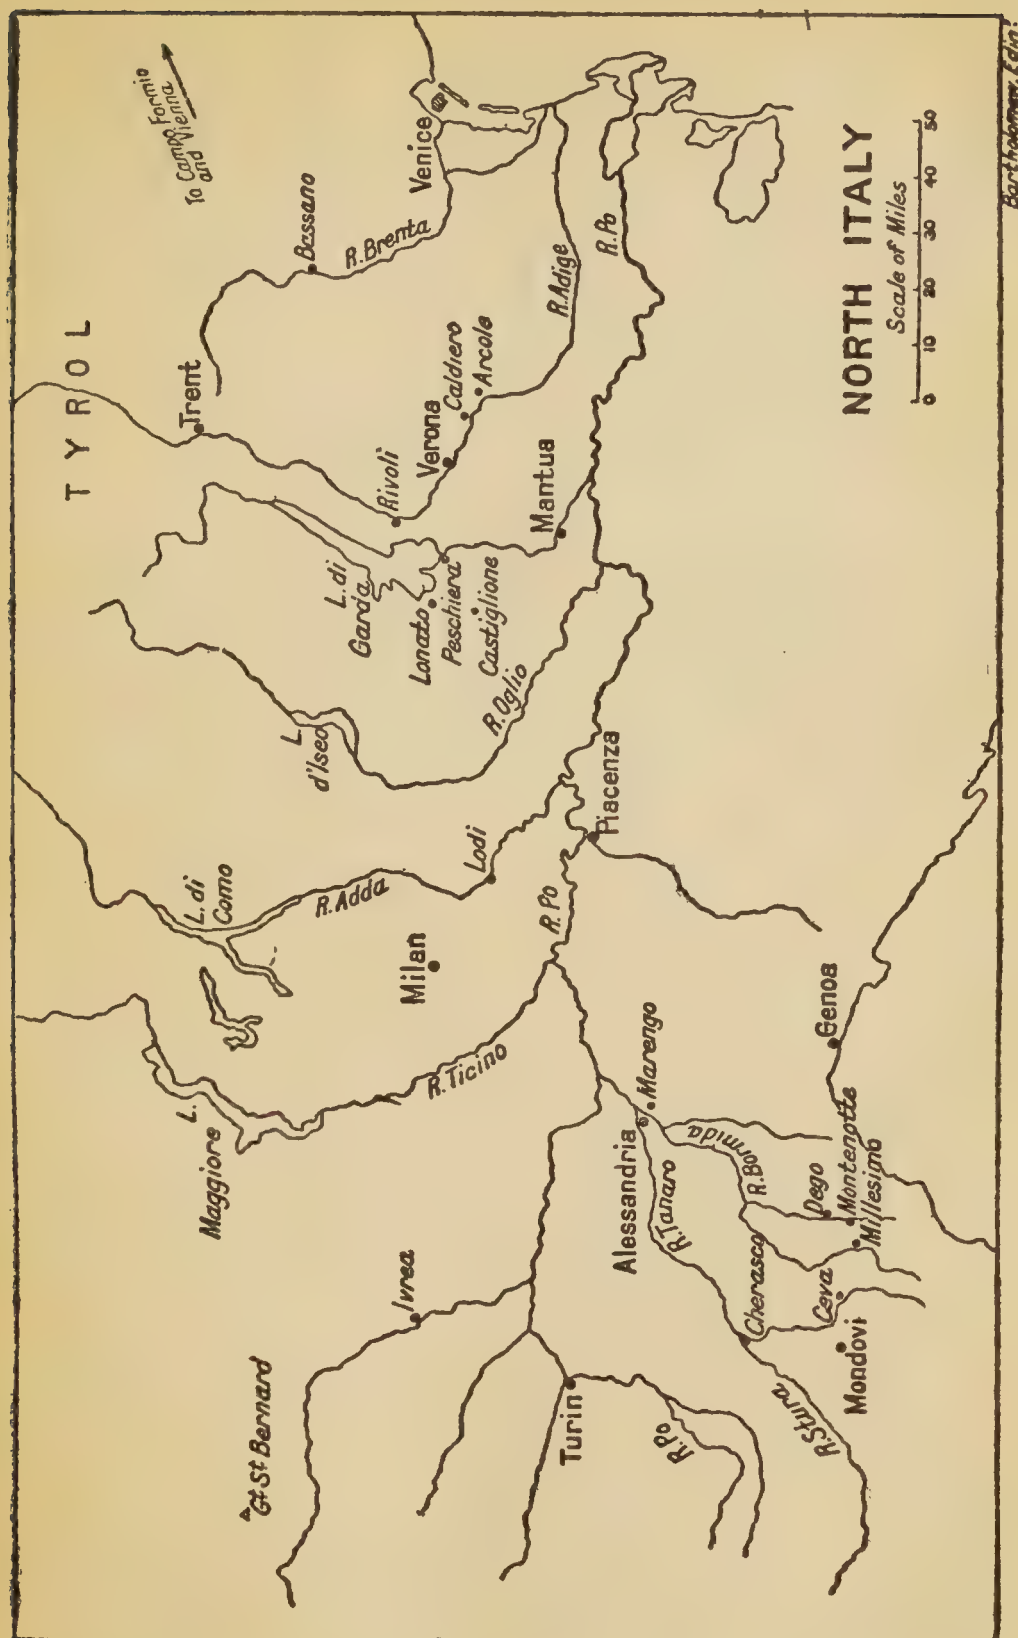 To Campo Formio
and Vienna
TYROL
Trent
Bassano
R. Brenta
Venice
Gt St Bernard
L.
Maggiore
L. di
Como
L.
d'Iseo
L. di
Garda
Rivoli
Verona
Caldiero
Arcole
Lonato
Peschiera
Castiglione
Mantua
R. Adige
R. Po
Ivrea
R. Ticino
Milan
R. Adda
Lodi
R. Oglio
Turin
R. Po
Alessandria
Marengo
R. Po
Piacenza
R. Tanaro
R. Bormida
Cherasco
R. Stura
Dego
Montenotte
Millesimo
Ceva
Mondovi
Genoa
NORTH ITALY
Scale of Miles
0 10 20 30 40 50
Bartholomew, Edin.